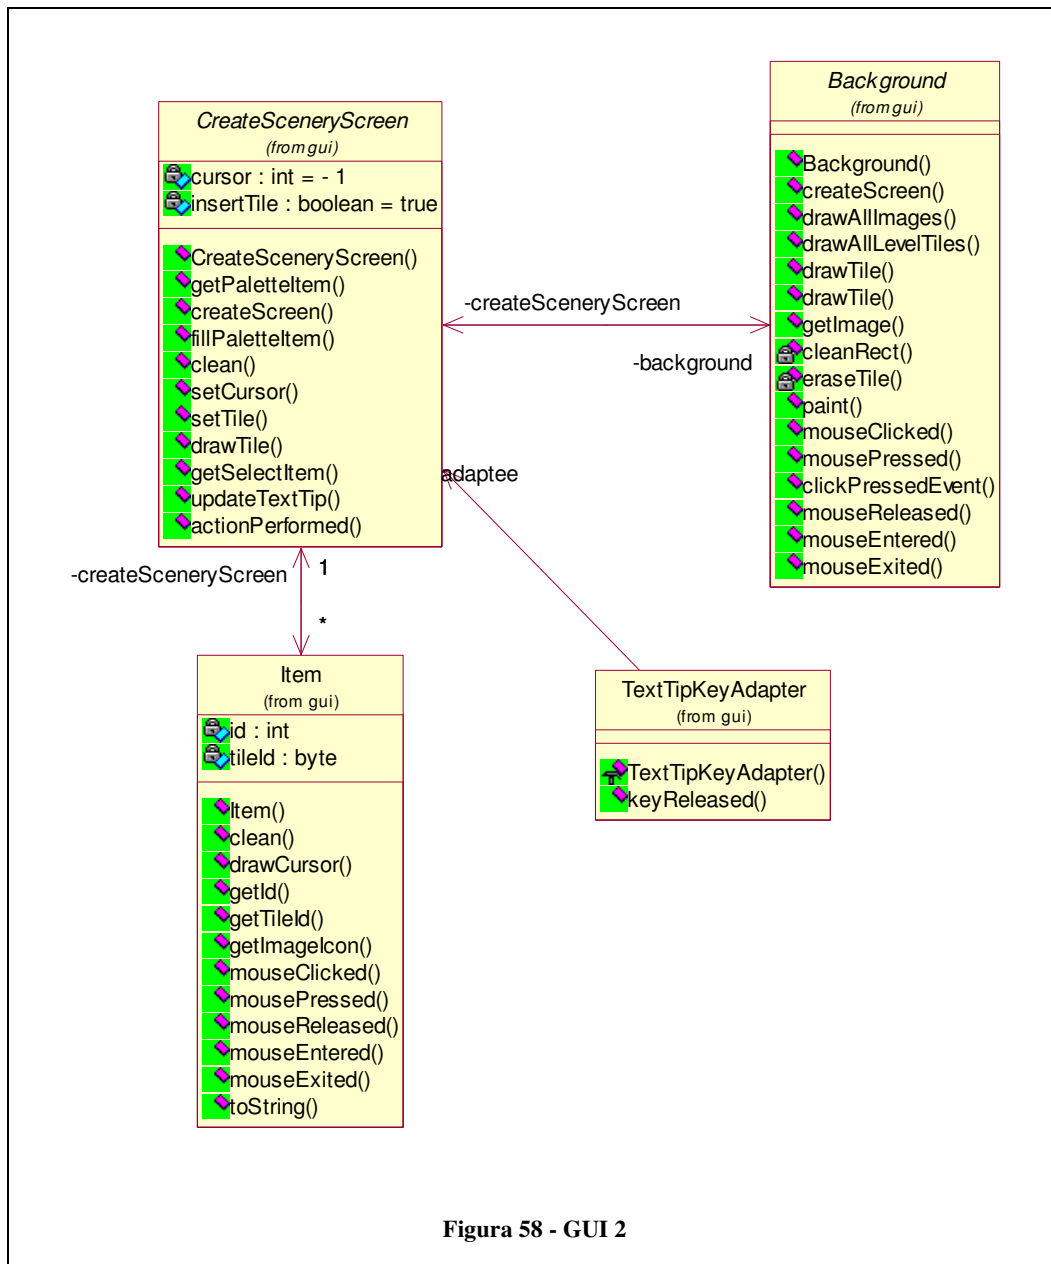 CreateSceneryScreen
(from gui)
cursor : int = - 1
insertTile : boolean = true
CreateSceneryScreen()
getPaletteItem()
createScreen()
fillPaletteItem()
clean()
setCursor()
setTile()
drawTile()
getSelectItem()
updateTextTip()
actionPerformed()
Background
(from gui)
Background()
createScreen()
drawAllImages()
drawAllLevelTiles()
drawTile()
drawTile()
getImage()
cleanRect()
eraseTile()
paint()
mouseClicked()
mousePressed()
clickPressedEvent()
mouseReleased()
mouseEntered()
mouseExited()
-createSceneryScreen
-background
adaptee
-createSceneryScreen
1
*
Item
(from gui)
id : int
tileId : byte
Item()
clean()
drawCursor()
getId()
getTileId()
getImageIcon()
mouseClicked()
mousePressed()
mouseReleased()
mouseEntered()
mouseExited()
toString()
TextTipKeyAdapter
(from gui)
TextTipKeyAdapter()
keyReleased()
Figura 58 - GUI 2